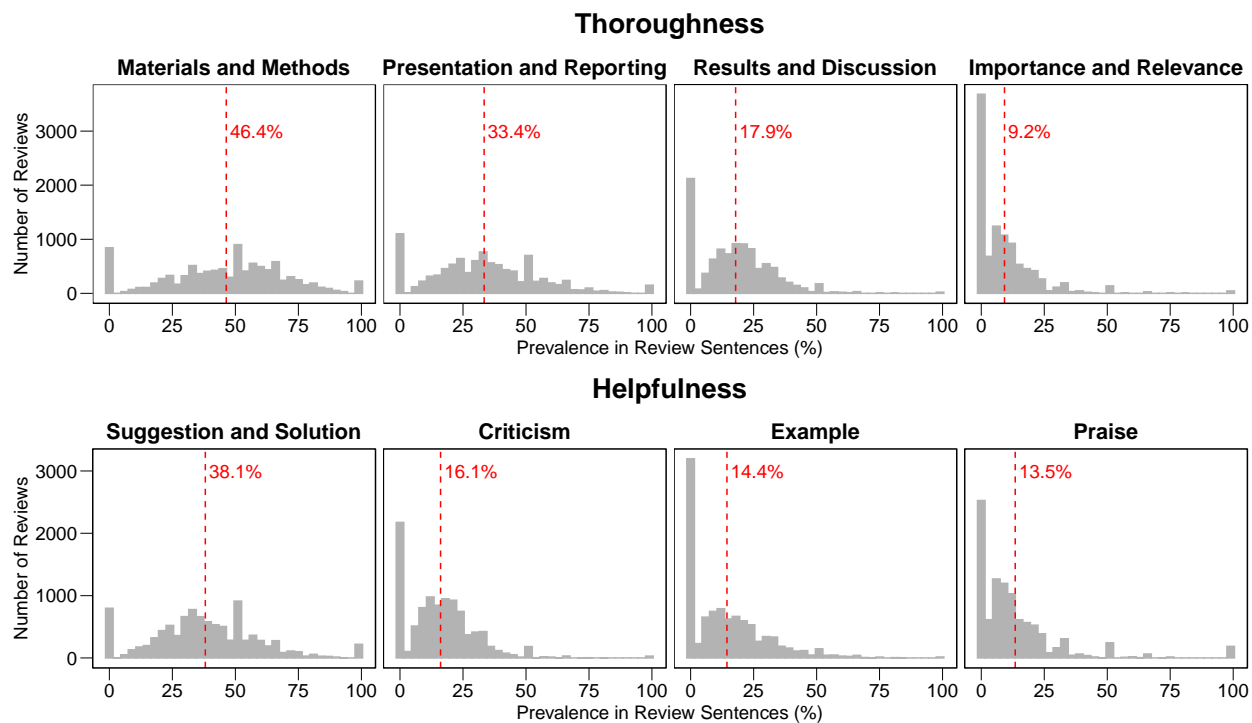 Thoroughness
Materials and Methods
Presentation and Reporting
Results and Discussion
Importance and Relevance
Number of Reviews
3000
2000
1000
0
46.4%
33.4%
17.9%
9.2%
0 25 50 75 100
0 25 50 75 100
0 25 50 75 100
0 25 50 75 100
Prevalence in Review Sentences (%)
Helpfulness
Suggestion and Solution
Criticism
Example
Praise
Number of Reviews
3000
2000
1000
0
38.1%
16.1%
14.4%
13.5%
0 25 50 75 100
0 25 50 75 100
0 25 50 75 100
0 25 50 75 100
Prevalence in Review Sentences (%)